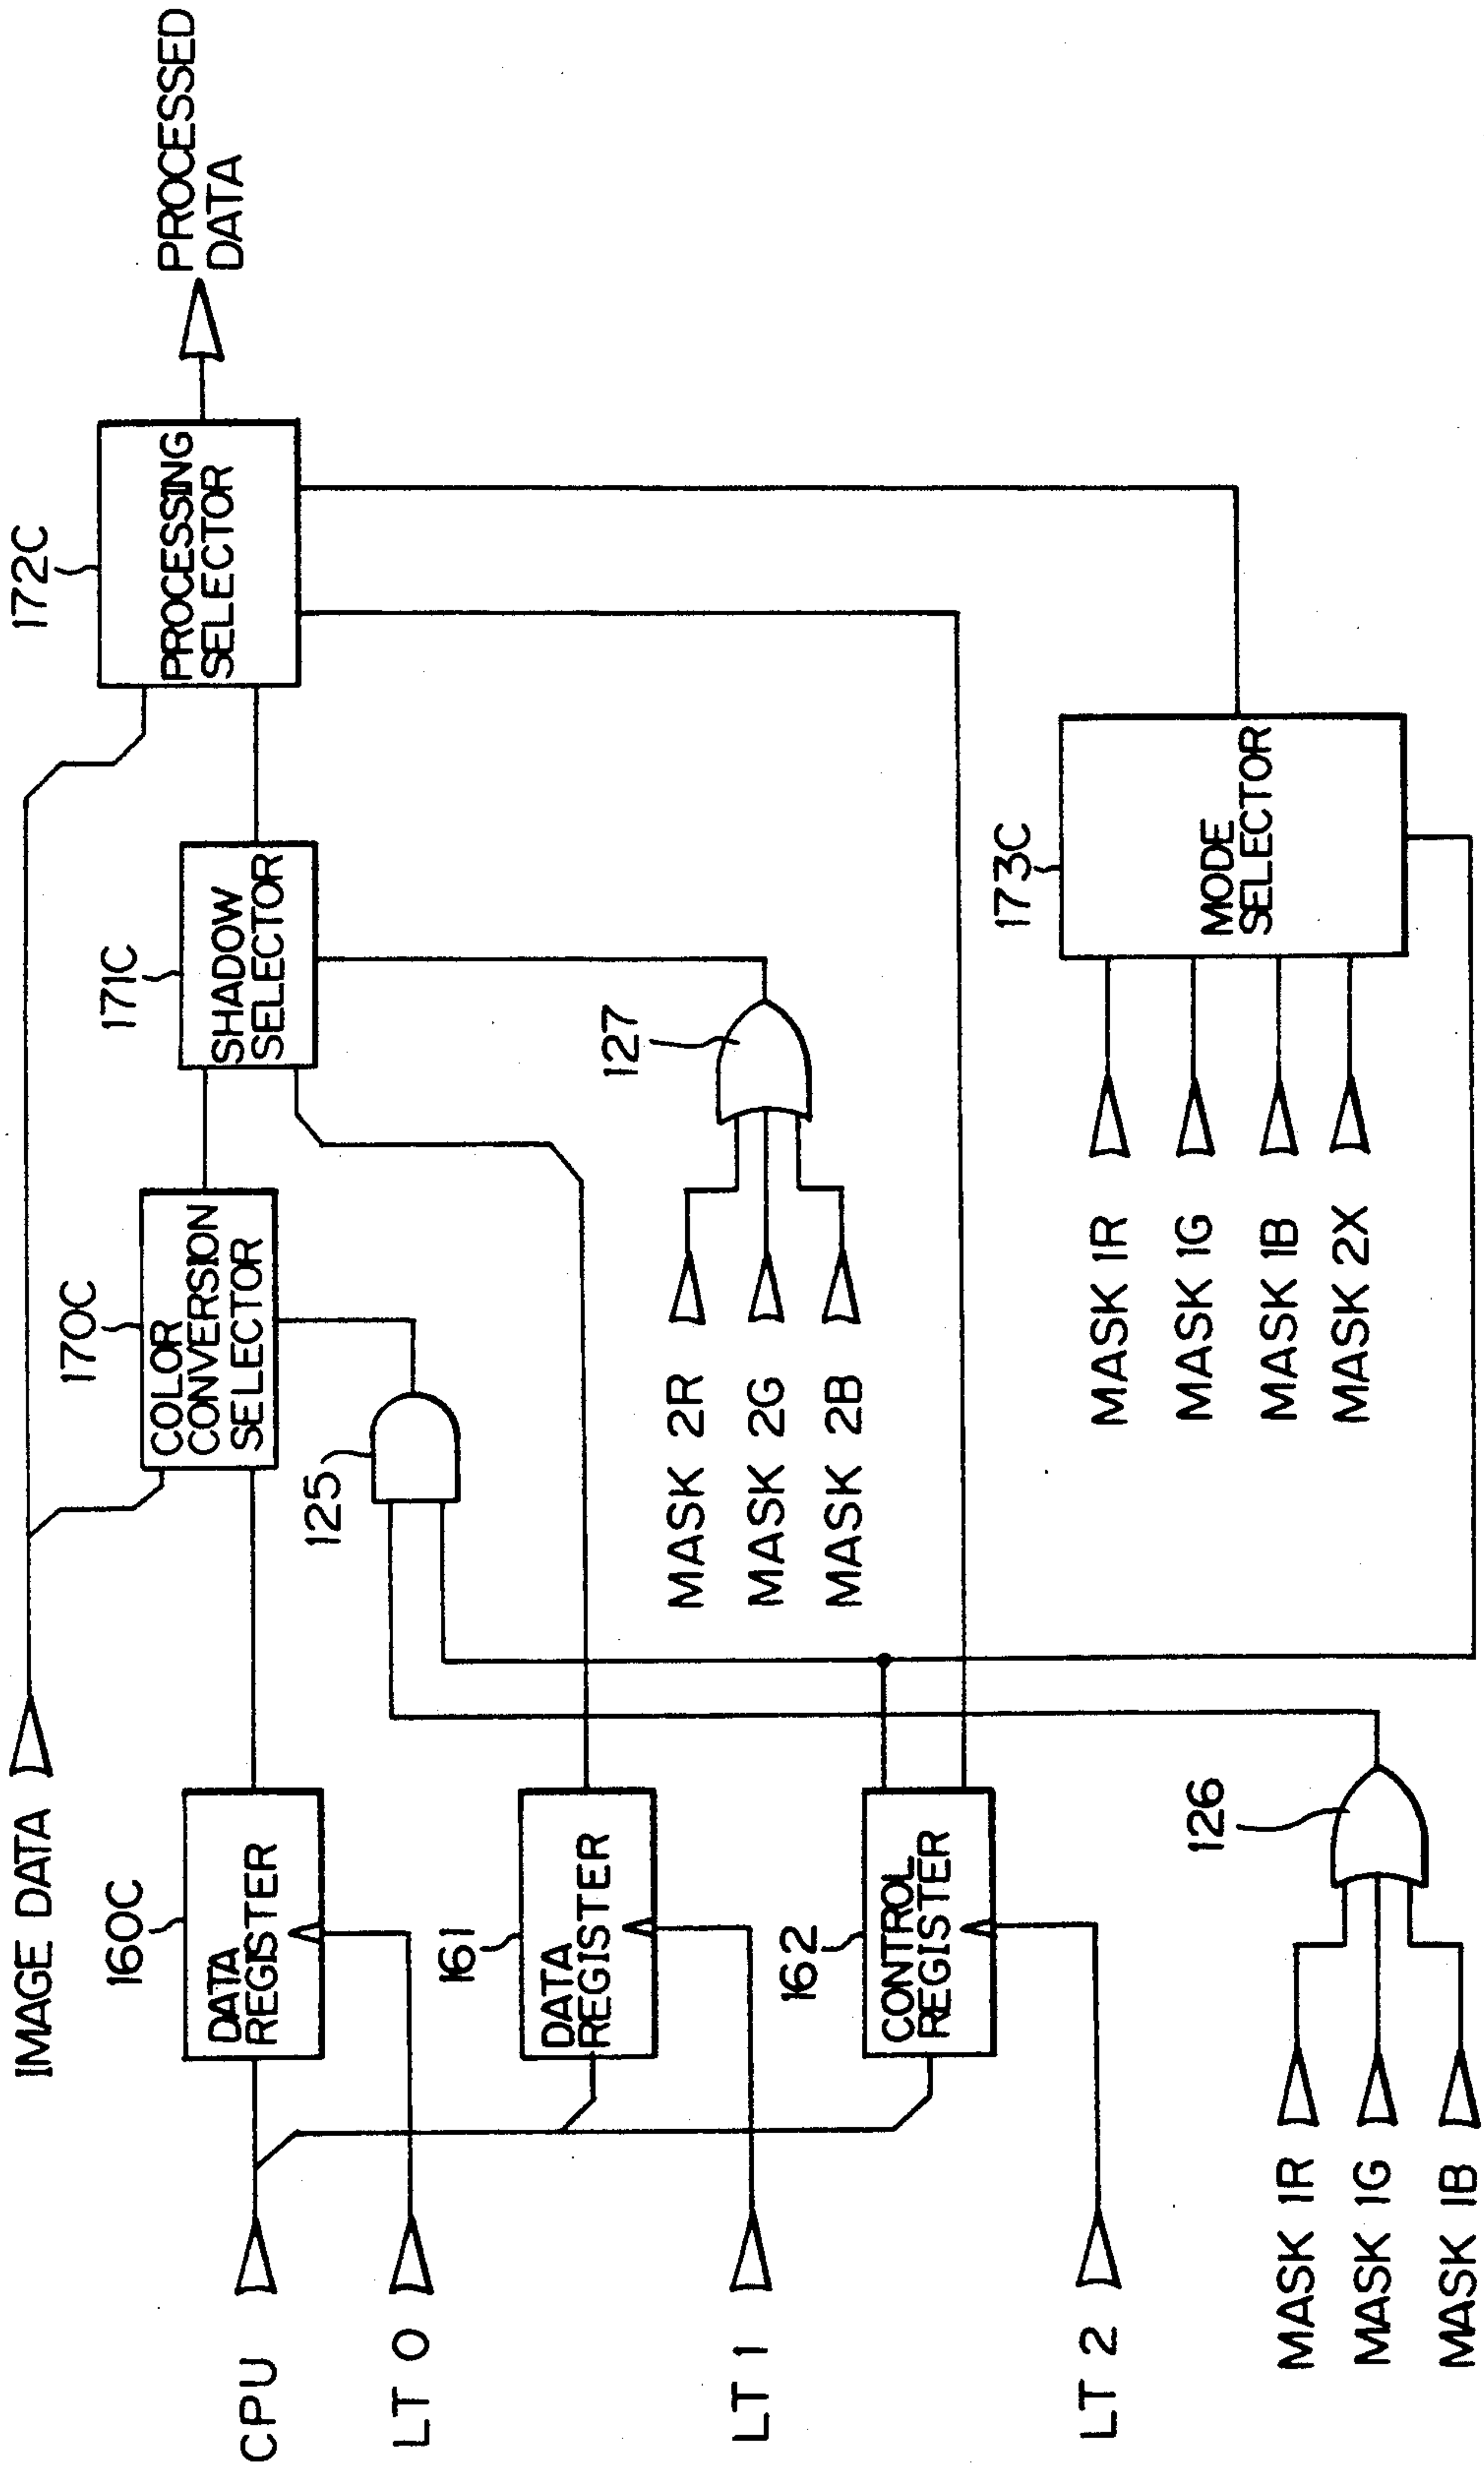 IMAGE DATA
172C
PROCESSING
SELECTOR
PROCESSED
DATA
171C
SHADOW
SELECTOR
170C
COLOR
CONVERSION
SELECTOR
160C
DATA
REGISTER
CPU
LT 0
125
161
DATA
REGISTER
LT 1
127
MASK 2R
MASK 2G
MASK 2B
162
CONTROL
REGISTER
LT 2
173C
MODE
SELECTOR
MASK 1R
MASK 1G
MASK 1B
MASK 2X
126
MASK 1R
MASK 1G
MASK 1B